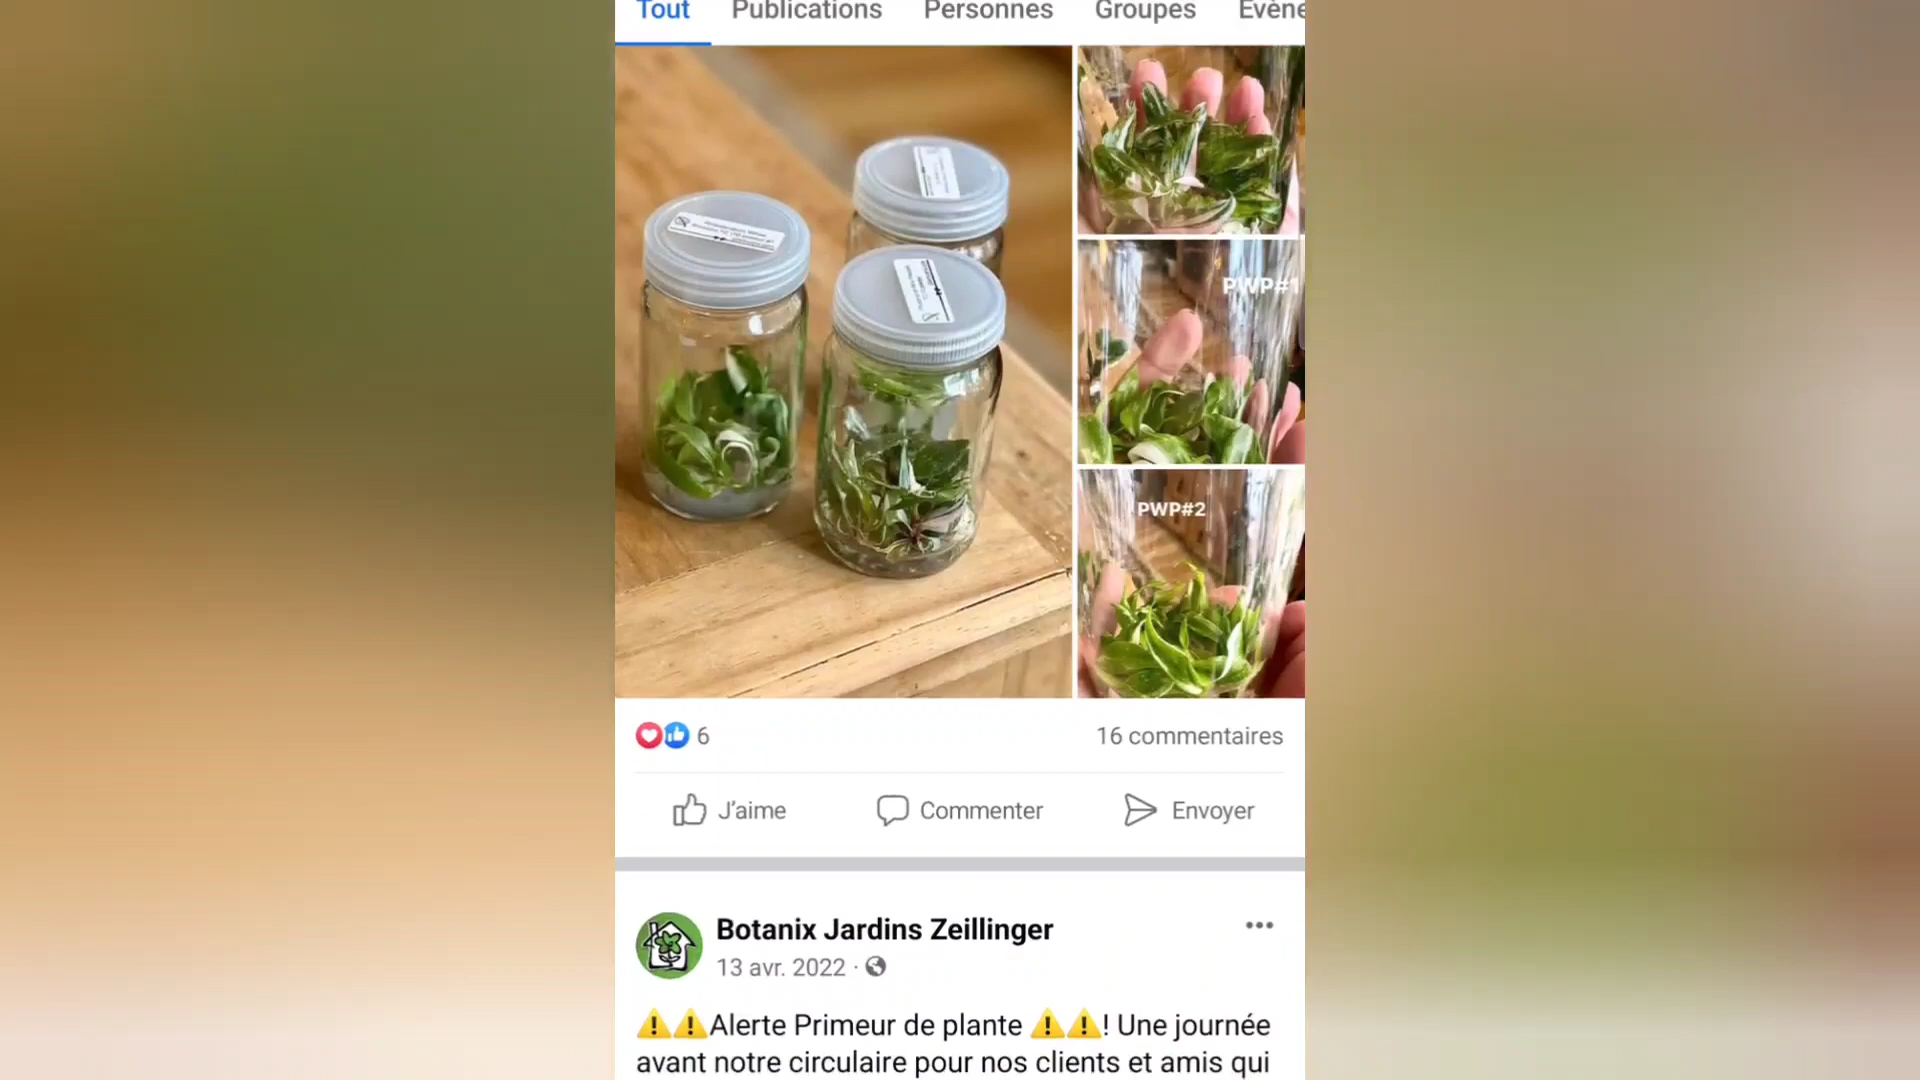 Tout Publications Personnes Groupes Évène
PWP#1
PWP#2
6 16 commentaires
J'aime Commenter Envoyer
Botanix Jardins Zeillinger
13 avr. 2022 ·
⚠️⚠️Alerte Primeur de plante ⚠️⚠️! Une journée
avant notre circulaire pour nos clients et amis qui